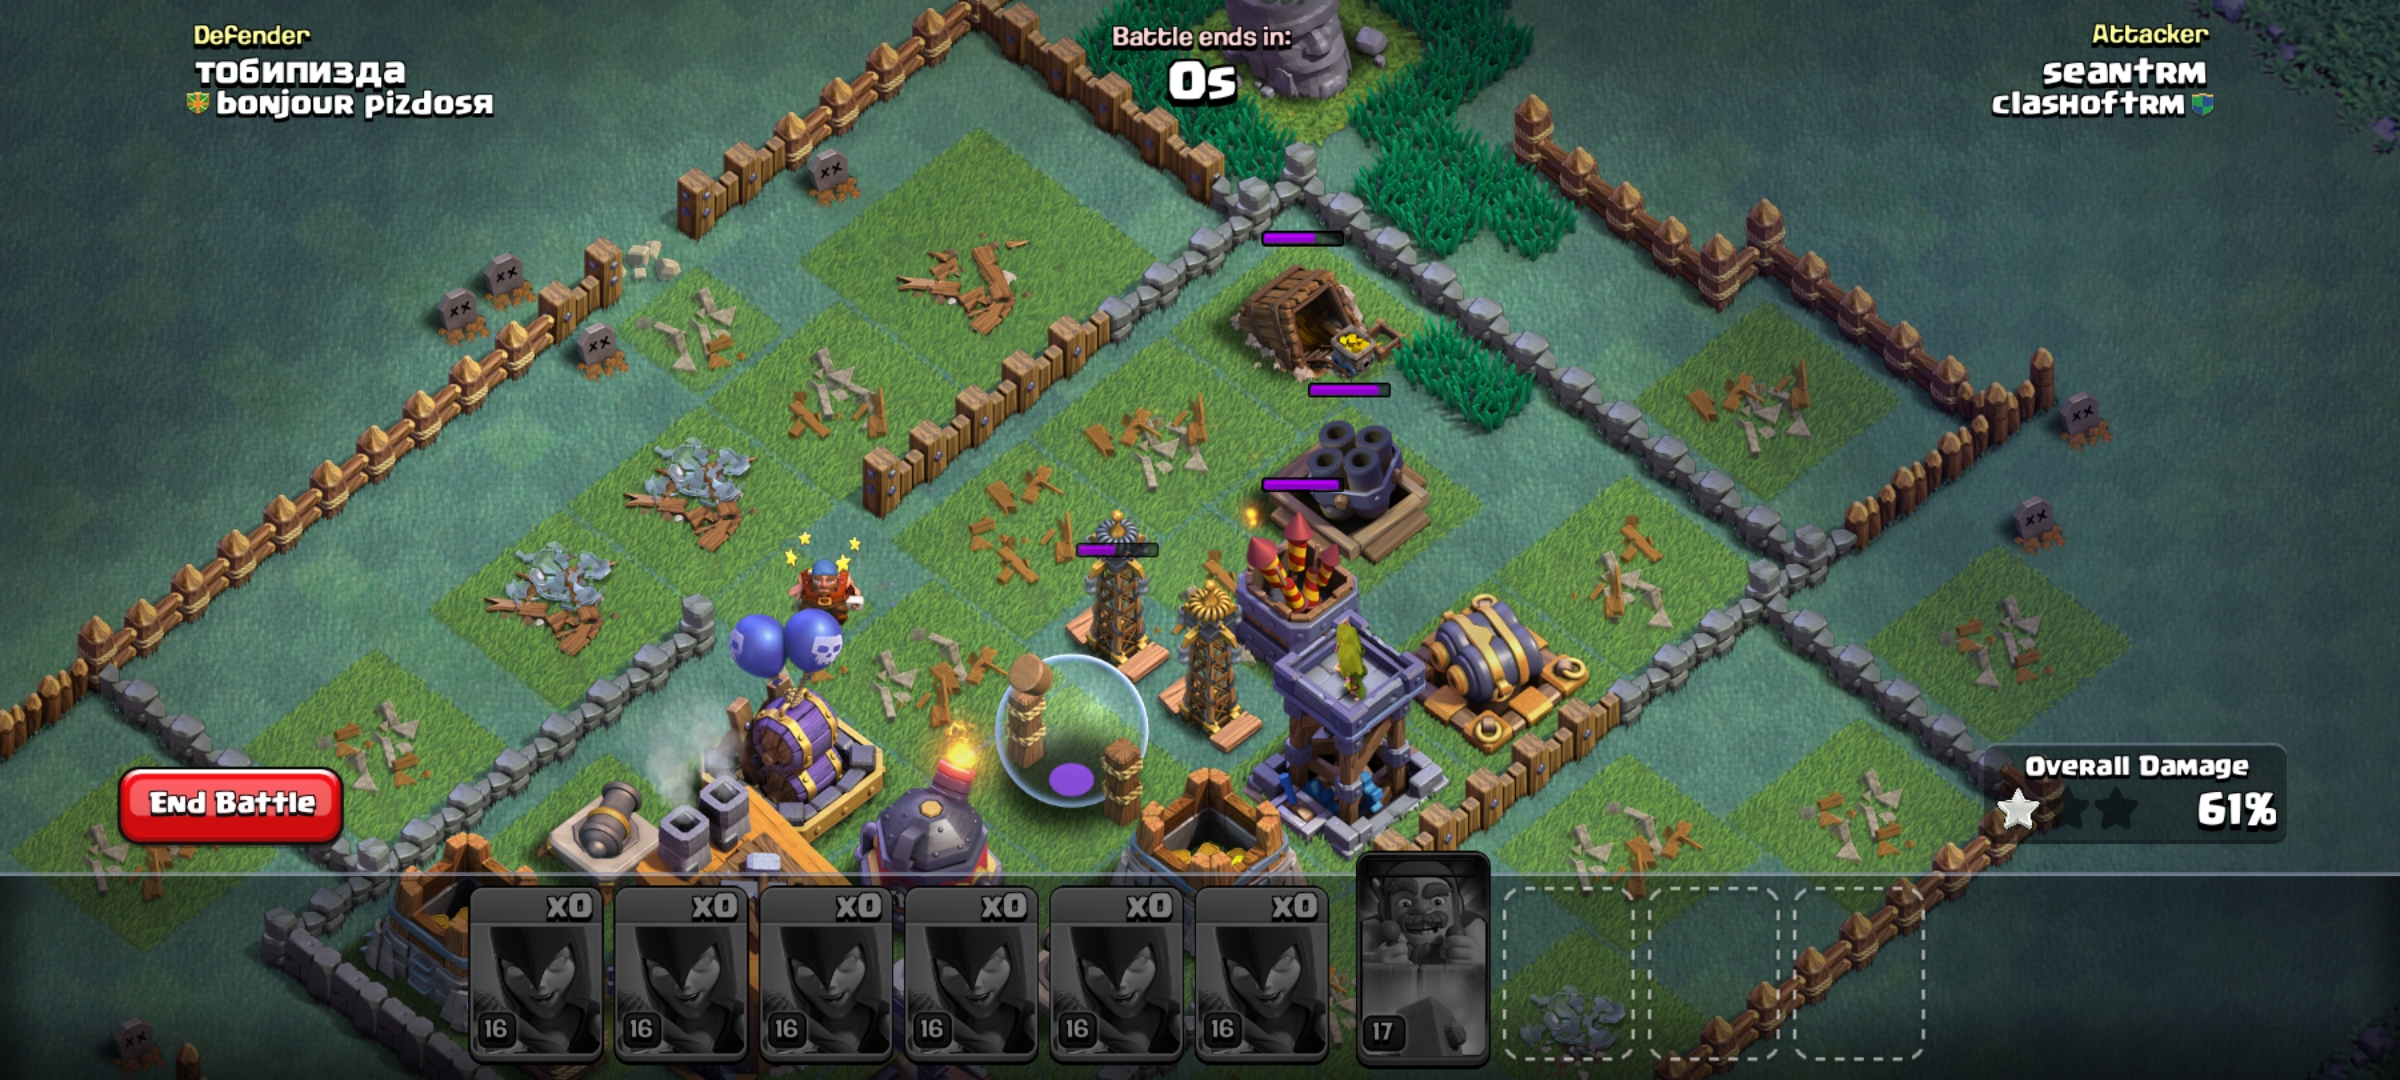 Defender
тобипизда
bonjour pizdosя
Battle ends in:
0s
Attacker
seantrm
clashoftrm
End Battle
Overall Damage
61%
x0
x0
x0
x0
x0
x0
16
16
16
16
16
16
17